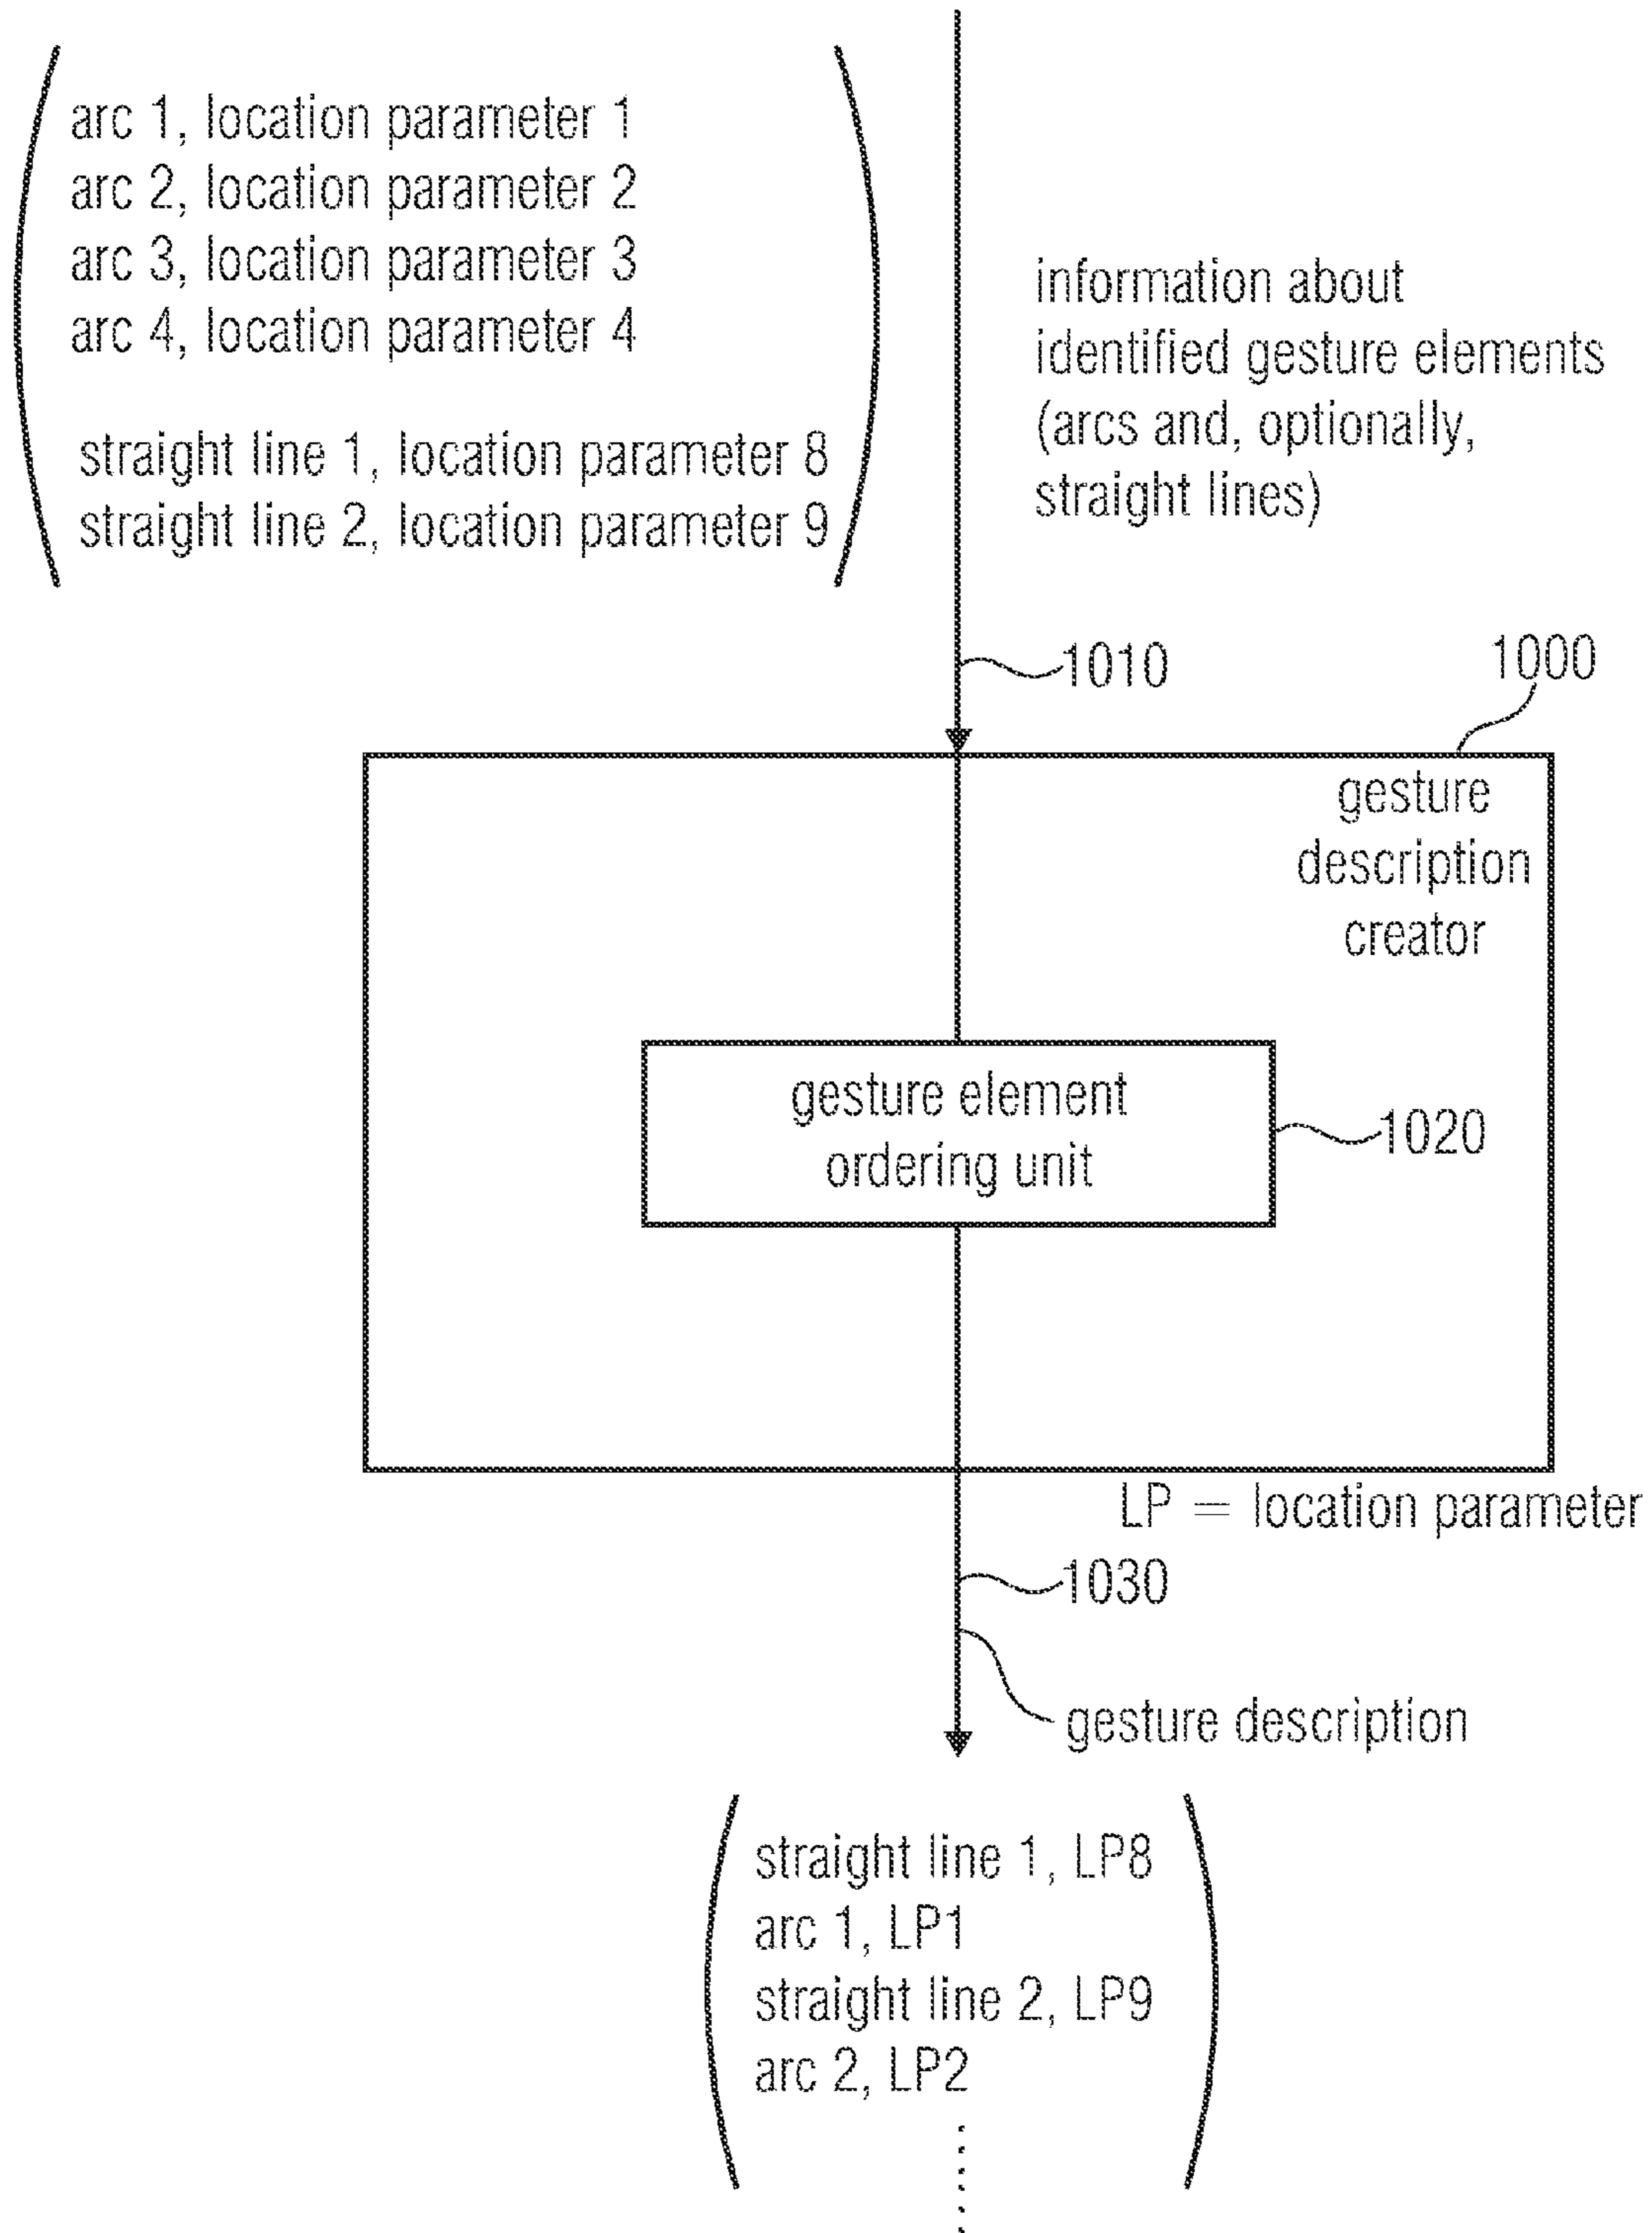 arc 1, location parameter 1
arc 2, location parameter 2
arc 3, location parameter 3
arc 4, location parameter 4
straight line 1, location parameter 8
straight line 2, location parameter 9
information about
identified gesture elements
(arcs and, optionally,
straight lines)
1010
1000
gesture
description
creator
gesture element
ordering unit
1020
LP = location parameter
1030
gesture description
straight line 1, LP8
arc 1, LP1
straight line 2, LP9
arc 2, LP2